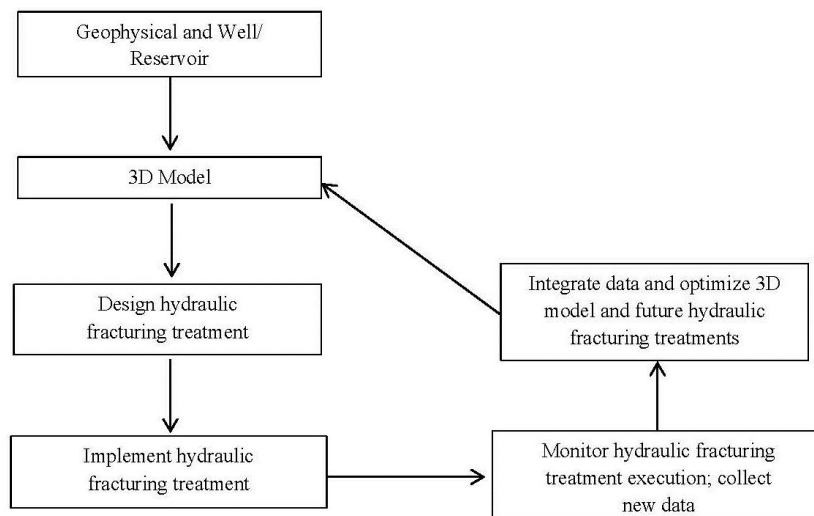 Geophysical and Well/
Reservoir
3D Model
Design hydraulic
fracturing treatment
Implement hydraulic
fracturing treatment
Monitor hydraulic fracturing
treatment execution; collect
new data
Integrate data and optimize 3D
model and future hydraulic
fracturing treatments